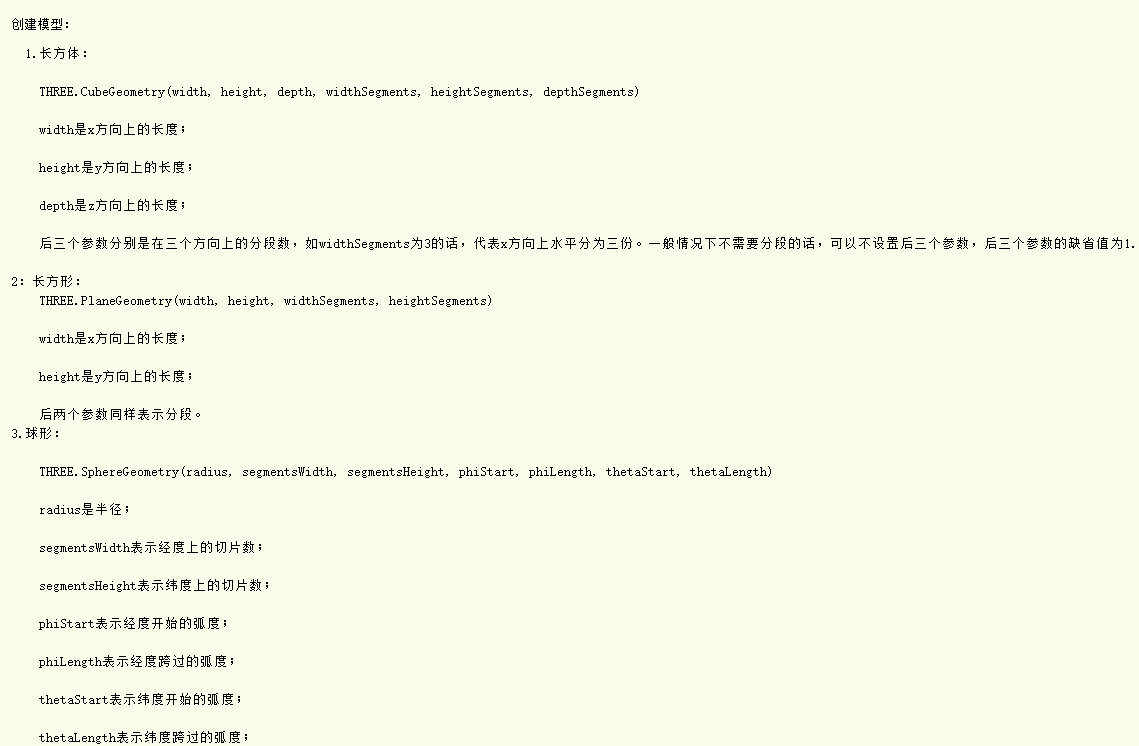 创建模型：
1.长方体：
THREE.CubeGeometry(width, height, depth, widthSegments, heightSegments, depthSegments)
width是x方向上的长度；
height是y方向上的长度；
depth是z方向上的长度；
后三个参数分别是在三个方向上的分段数，如widthSegments为3的话，代表x方向上水平分为三份。一般情况下不需要分段的话，可以不设置后三个参数，后三个参数的缺省值为1.
2：长方形：
THREE.PlaneGeometry(width, height, widthSegments, heightSegments)
width是x方向上的长度；
height是y方向上的长度；
后两个参数同样表示分段。
3.球形：
THREE.SphereGeometry(radius, segmentsWidth, segmentsHeight, phiStart, phiLength, thetaStart, thetaLength)
radius是半径；
segmentsWidth表示经度上的切片数；
segmentsHeight表示纬度上的切片数；
phiStart表示经度开始的弧度；
phiLength表示经度跨过的弧度；
thetaStart表示纬度开始的弧度；
thetaLength表示纬度跨过的弧度；